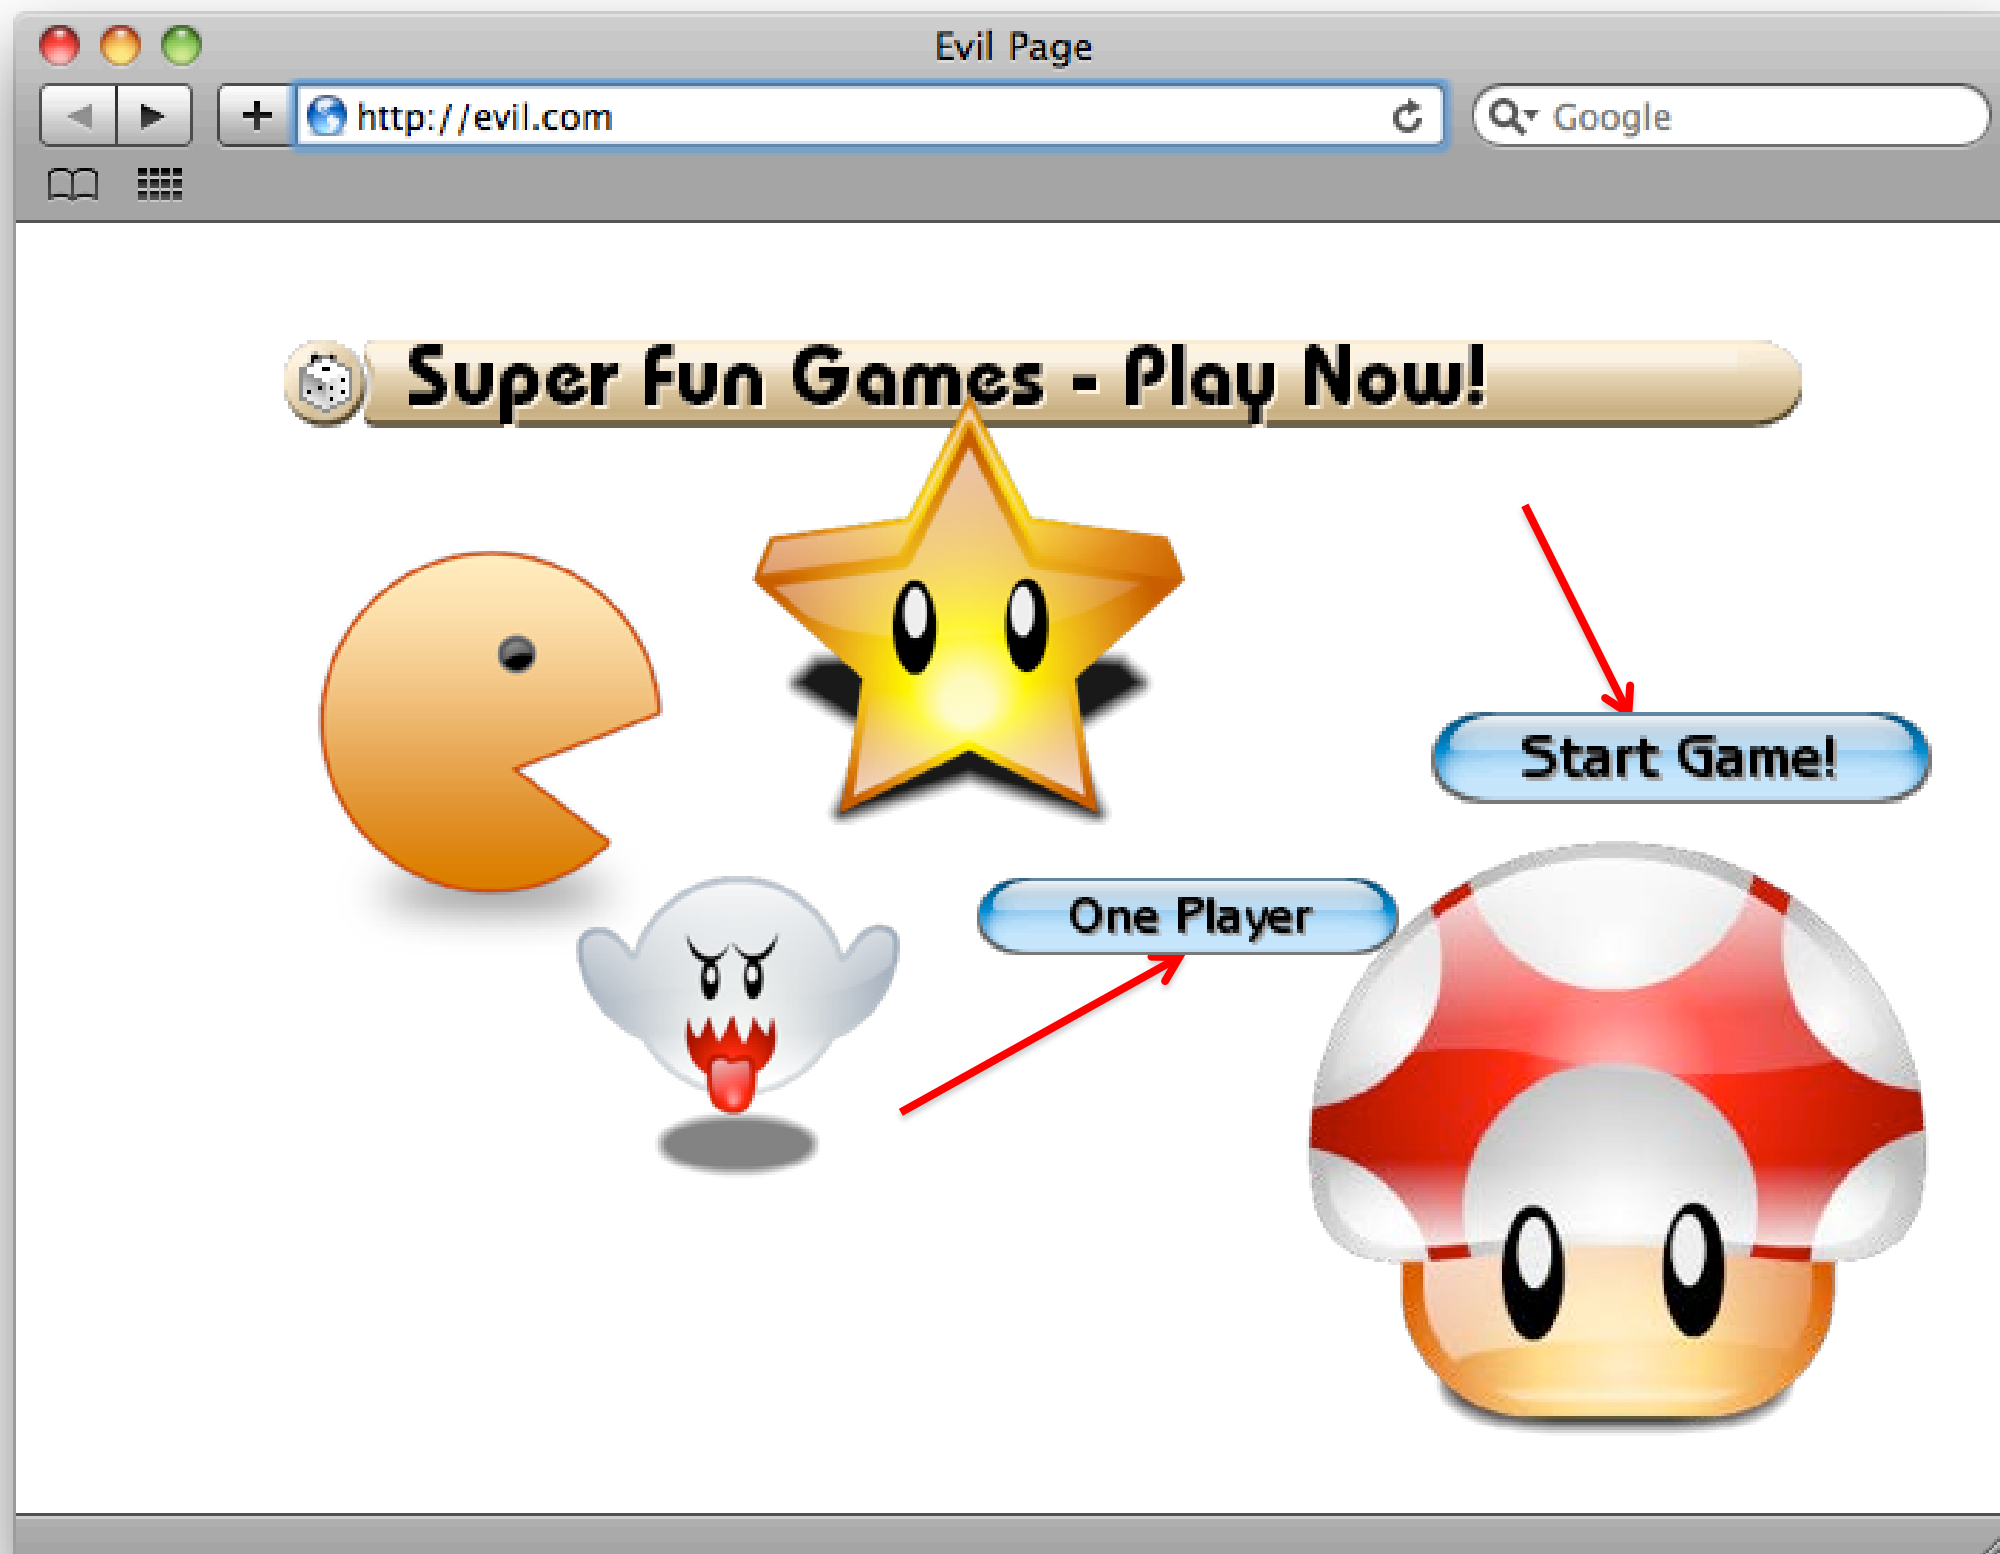 Evil Page
http://evil.com
Google
Super Fun Games - Play Now!
Start Game!
One Player